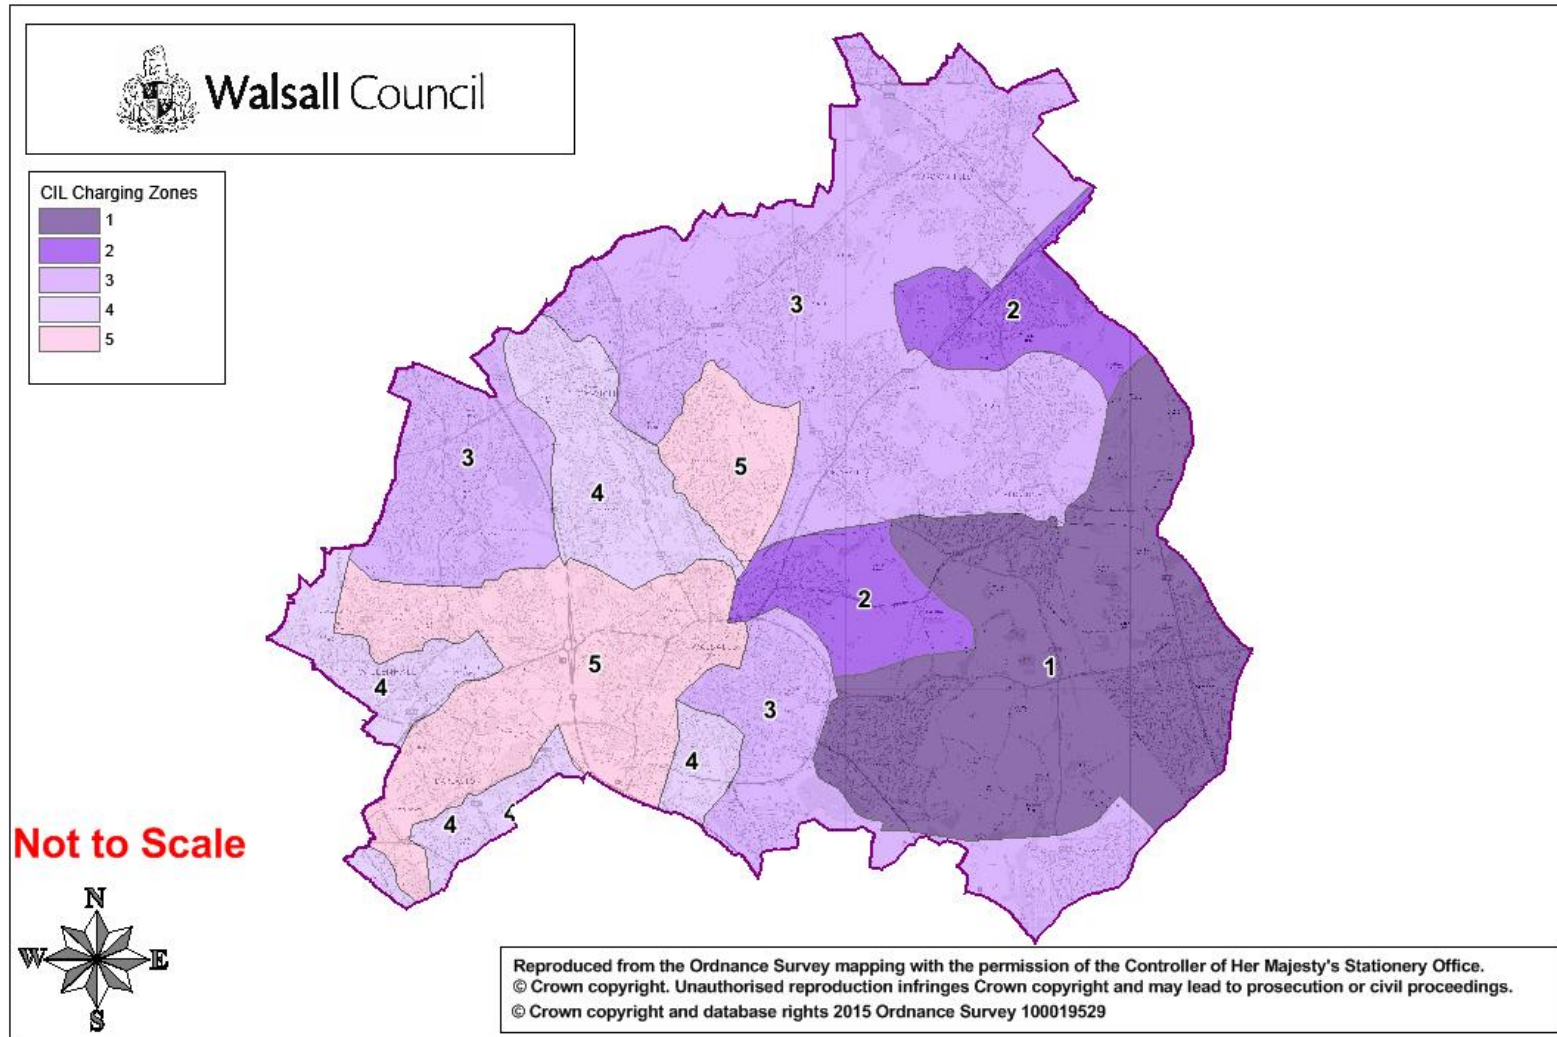 Walsall Council
CIL Charging Zones
1
2
3
4
5
3
2
3
4
5
2
1
5
4
3
4
4
4
Not to Scale
N
W E
S
Reproduced from the Ordnance Survey mapping with the permission of the Controller of Her Majesty's Stationery Office.
© Crown copyright. Unauthorised reproduction infringes Crown copyright and may lead to prosecution or civil proceedings.
© Crown copyright and database rights 2015 Ordnance Survey 100019529